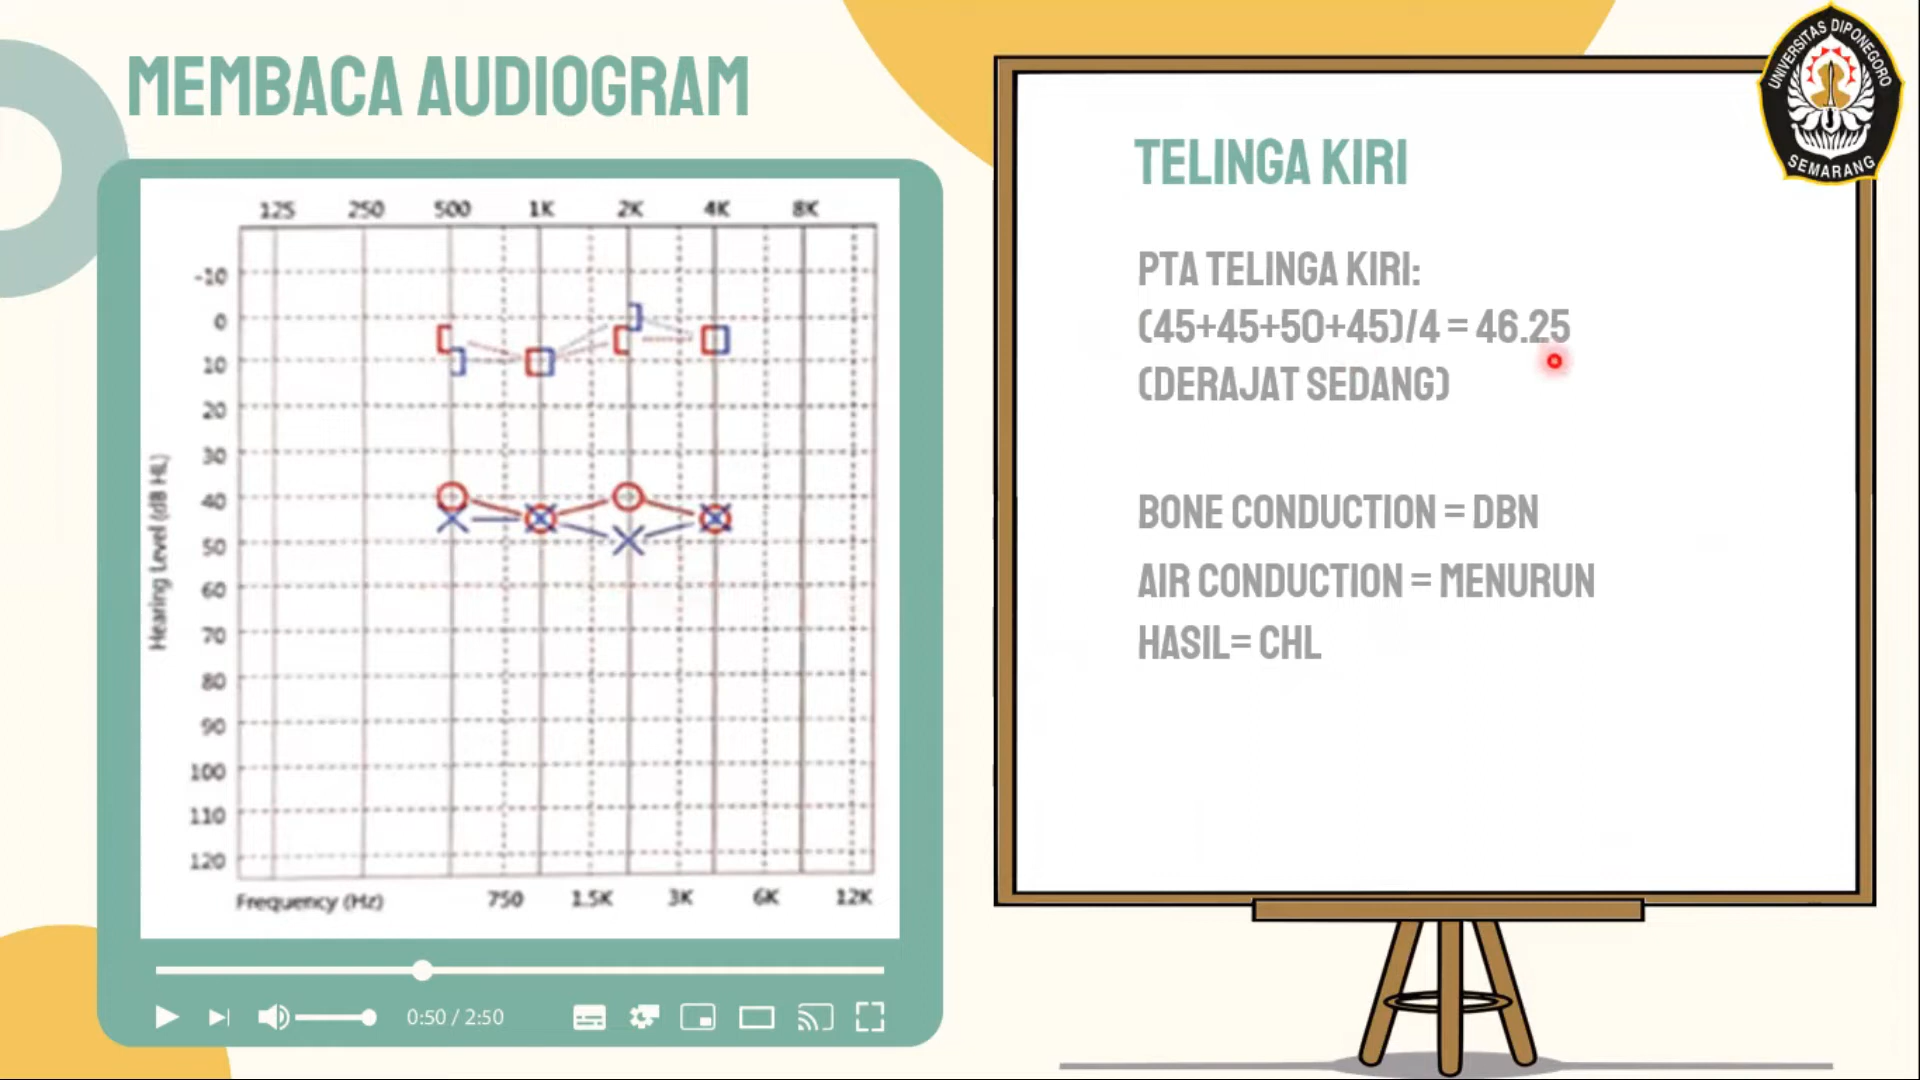 MEMBACA AUDIOGRAM
125 250 500 1K 2K 4K 8K
-10
0
10
20
30
40
50
60
70
80
90
100
110
120
Hearing Level (dB HL)
Frequency (Hz) 750 1.5K 3K 6K 12K
0:50 / 2:50
TELINGA KIRI
PTA TELINGA KIRI:
(45+45+50+45)/4 = 46.25
(DERAJAT SEDANG)
BONE CONDUCTION = DBN
AIR CONDUCTION = MENURUN
HASIL= CHL
UNIVERSITAS DIPONEGORO
SEMARANG